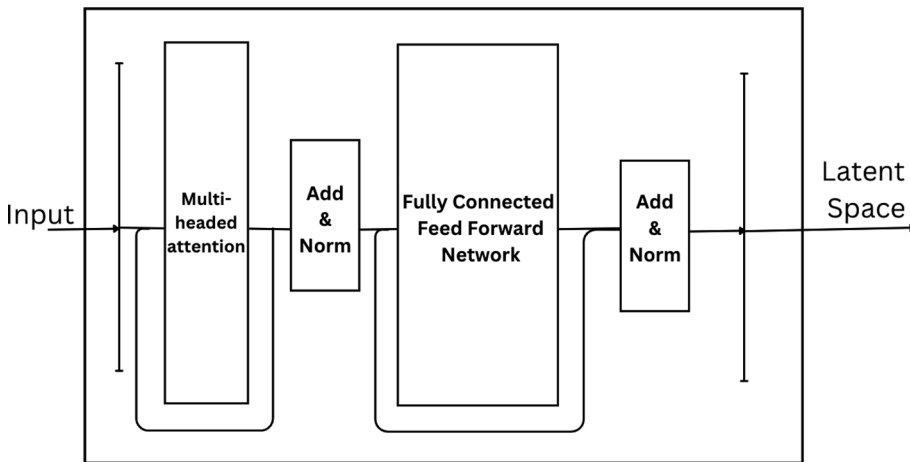 Input
Multi-
headed
attention
Add
&
Norm
Fully Connected
Feed Forward
Network
Add
&
Norm
Latent
Space